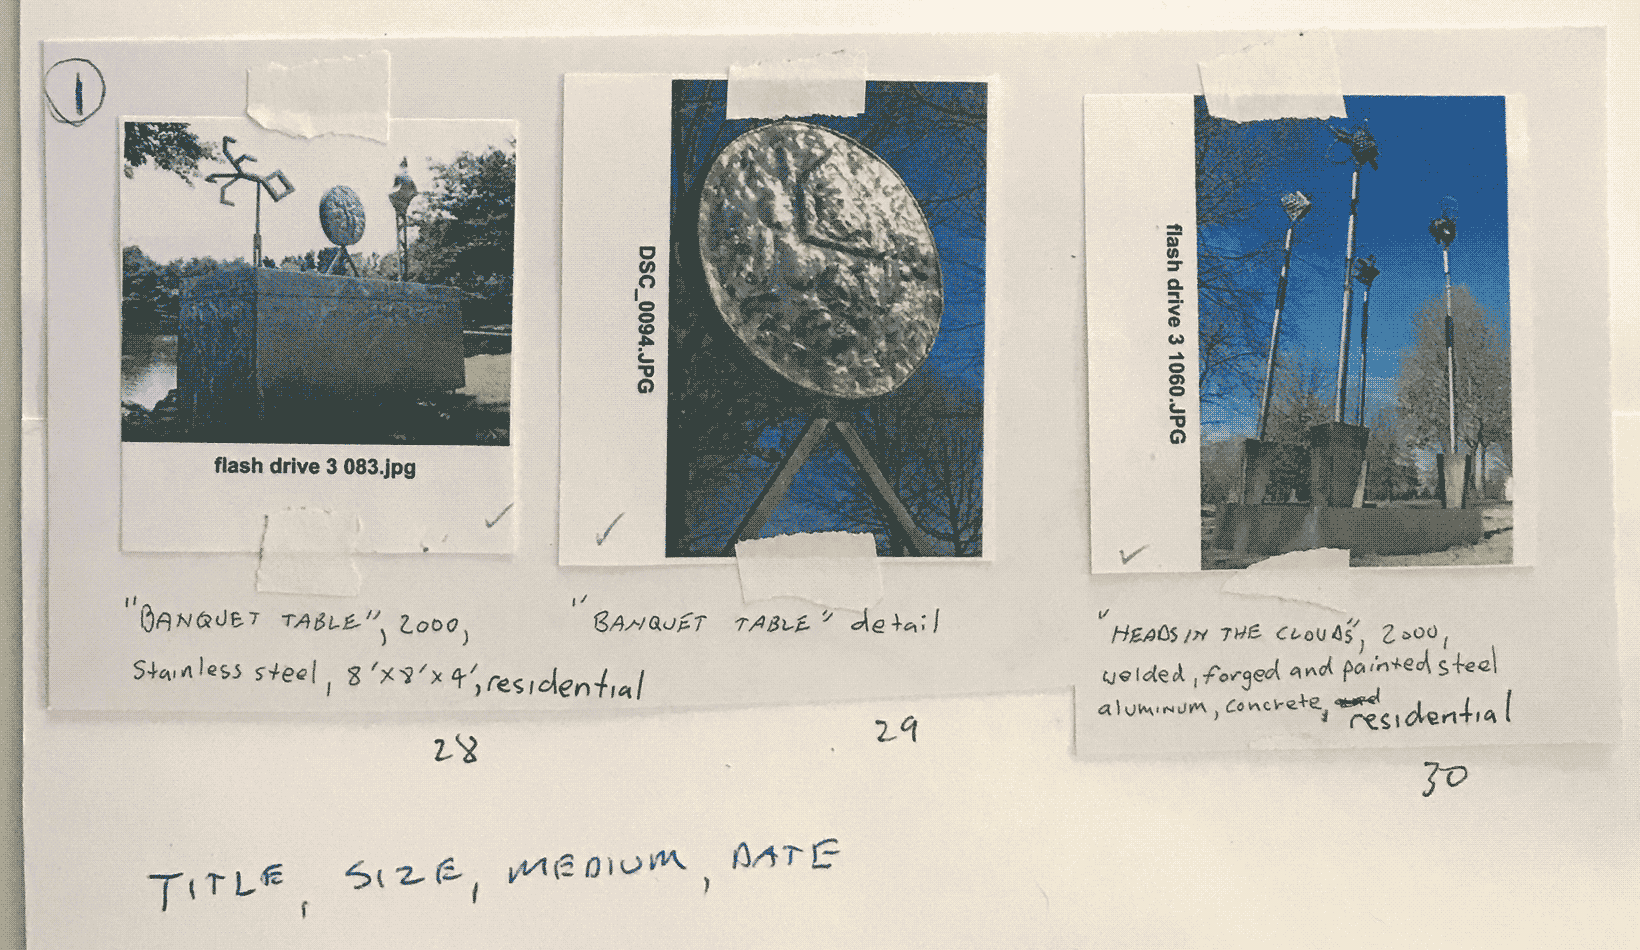 1
flash drive 3 083.jpg
"BANQUET TABLE", 2000,
Stainless steel, 8'x8'x4', residential
28
DSC_0094.JPG
"BANQUET TABLE" detail
29
flash drive 3 1060.JPG
"HEADS IN THE CLOUDS", 2000,
welded, forged and painted steel
aluminum, concrete, residential
30
TITLE, SIZE, MEDIUM, DATE